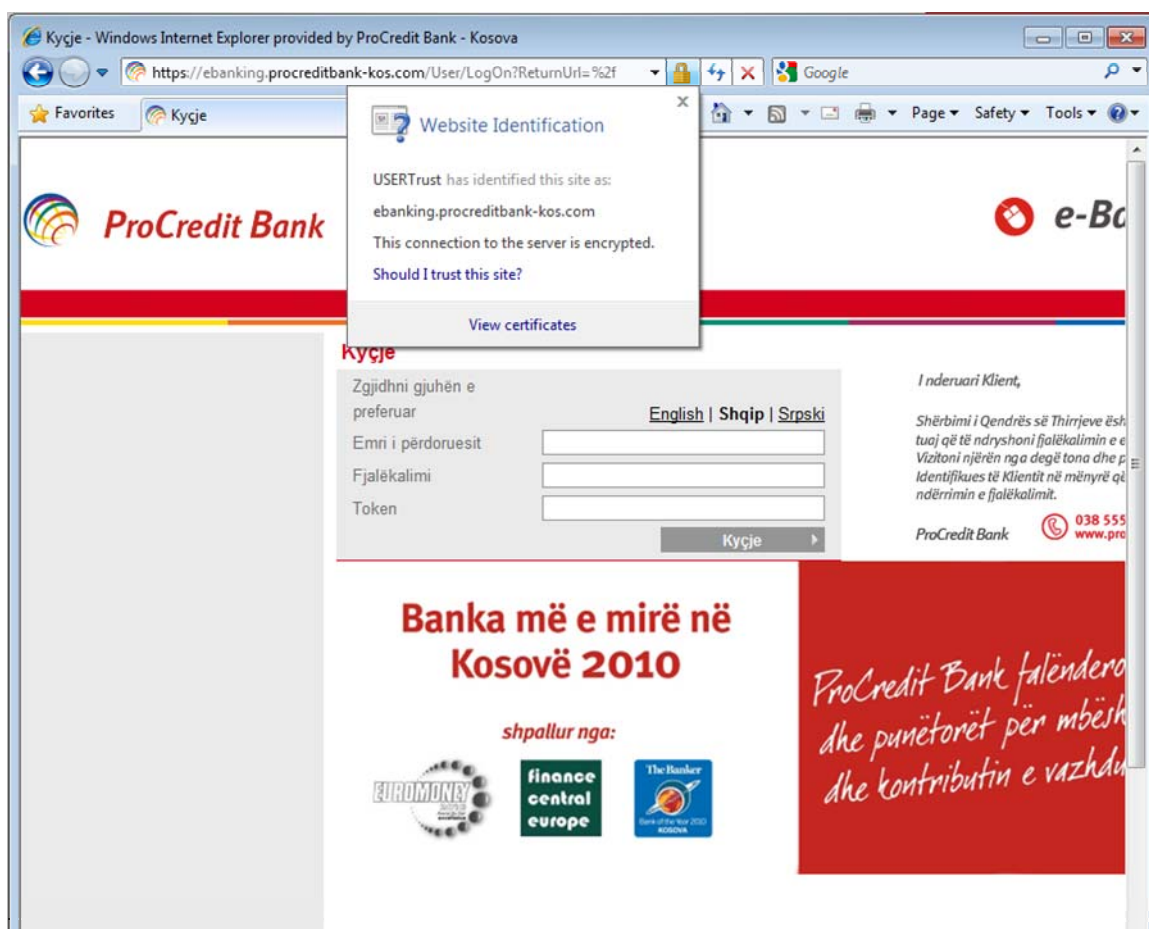 Kyçje - Windows Internet Explorer provided by ProCredit Bank - Kosova
https://ebanking.procreditbank-kos.com/User/LogOn?ReturnUrl=%2f
Google
Favorites
Kyçje
Page
Safety
Tools
Website Identification
USERTrust has identified this site as:
ebanking.procreditbank-kos.com
This connection to the server is encrypted.
Should I trust this site?
View certificates
ProCredit Bank
e-Ba
Kyçje
Zgjidhni gjuhën e
preferuar
English | Shqip | Srpski
Emri i përdoruesit
Fjalëkalimi
Token
Kyçje
I nderuari Klient,
Shërbimi i Qendrës së Thirrjeve ësh
tuaj që të ndryshoni fjalëkalimin e e
Vizitoni njërën nga degë tona dhe p
Identifikues të Klientit në mënyrë që
ndërrimin e fjalëkalimit.
ProCredit Bank
038 555
www.pro
Banka më e mirë në
Kosovë 2010
shpallur nga:
EUROMONEY
finance
central
europe
The Banker
Bank of the Year 2010
KOSOVA
ProCredit Bank falëndero
dhe punëtorët për mbësh
dhe kontributin e vazhdu